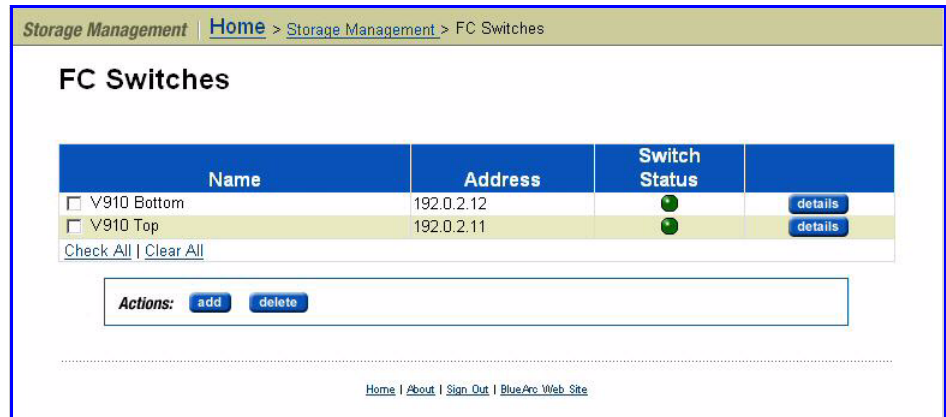 Storage Management | Home > Storage Management > FC Switches
FC Switches
Name Address Switch Status
V910 Bottom 192.0.2.12 details
V910 Top 192.0.2.11 details
Check All | Clear All
Actions: add delete
Home | About | Sign Out | BlueArc Web Site